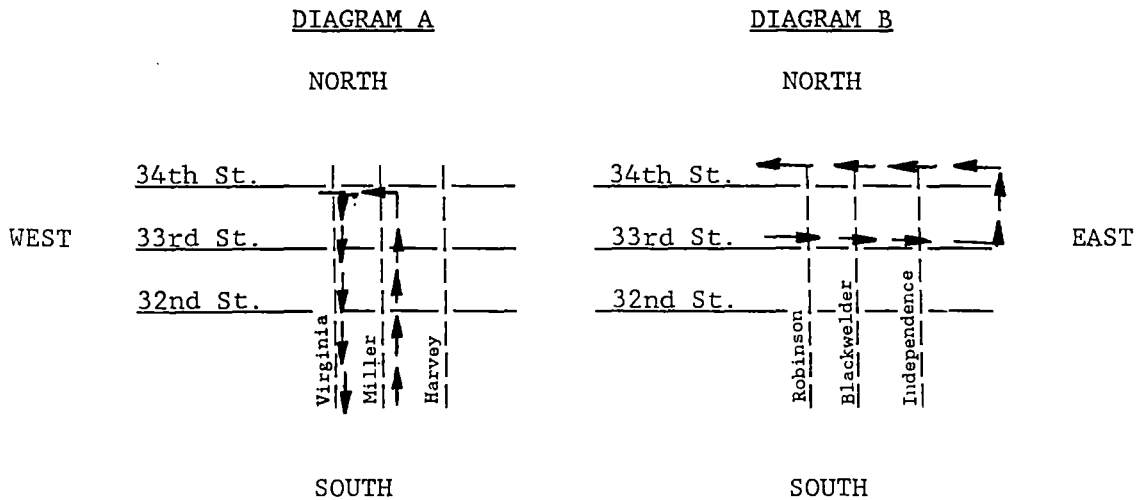 DIAGRAM A
NORTH
34th St.
33rd St.
32nd St.
WEST
Virginia
Miller
Harvey
SOUTH
DIAGRAM B
NORTH
34th St.
33rd St.
32nd St.
EAST
Robinson
Blackwelder
Independence
SOUTH